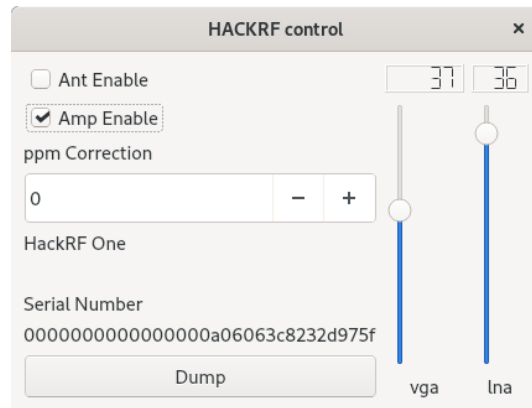 HACKRF control ×
Ant Enable
37 36
Amp Enable
ppm Correction
0 − +
HackRF One
Serial Number
0000000000000000a06063c8232d975f
Dump
vga lna